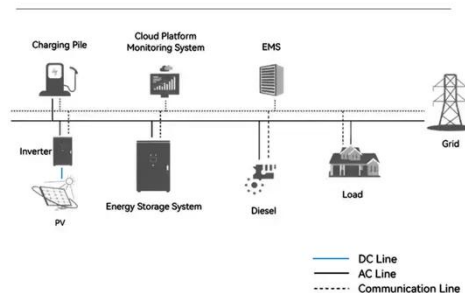 Charging Pile
Cloud Platform
Monitoring System
EMS
Grid
Inverter
PV
Energy Storage System
Diesel
Load
DC Line
AC Line
Communication Line